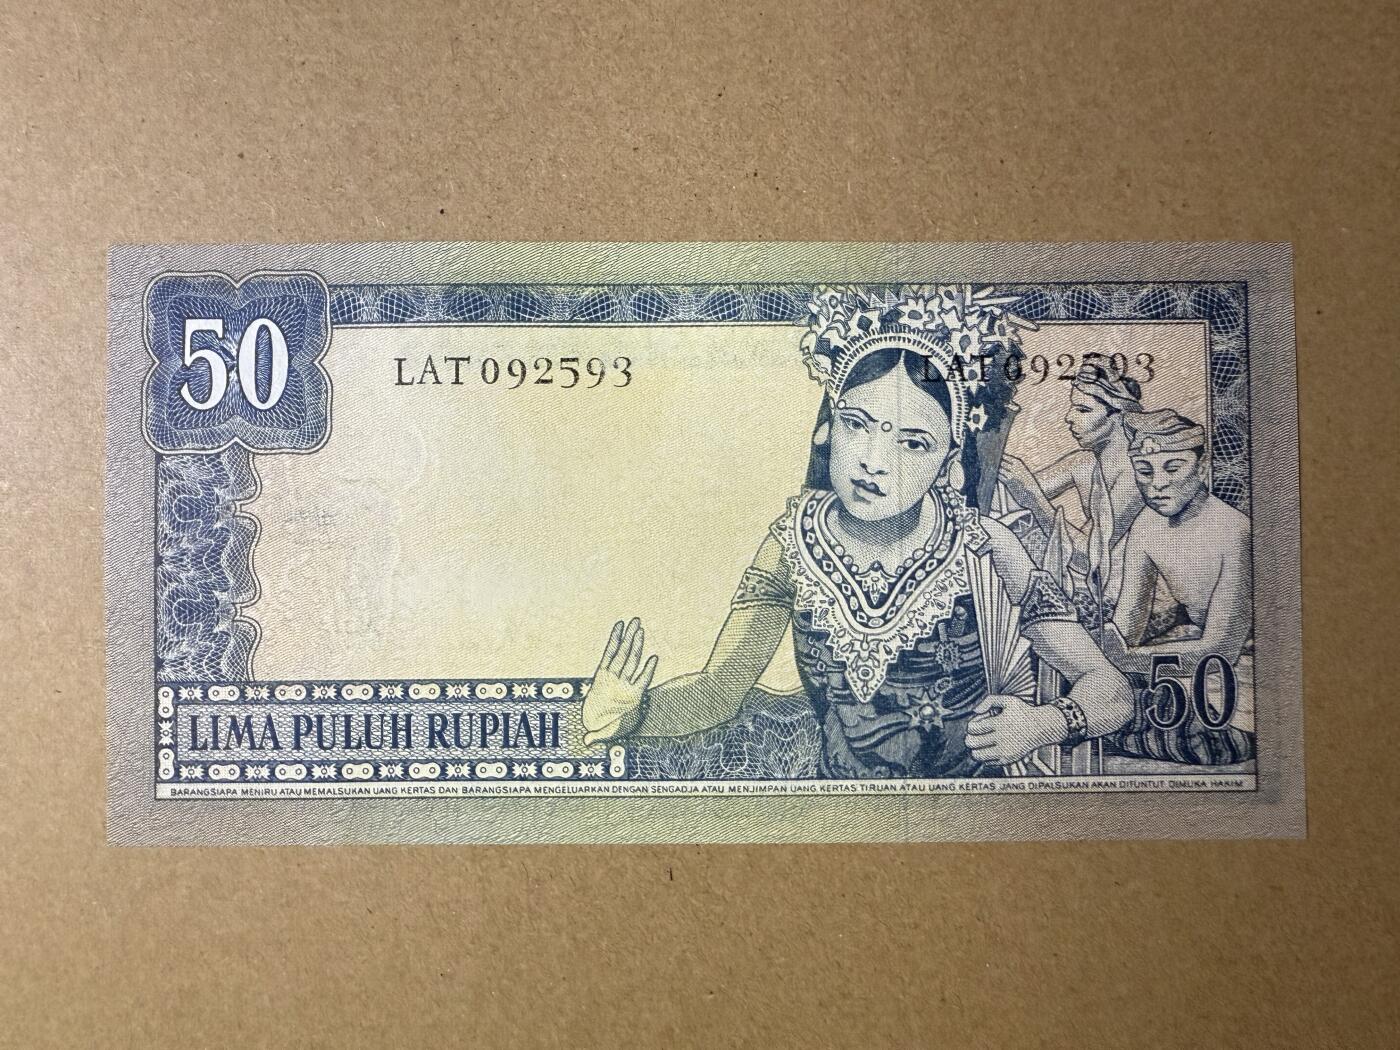 50
LAT 092593 LAT 092593
50
LIMA PULUH RUPIAH
BARANGSIAPA MENIRU ATAU MEMALSUKAN UANG KERTAS DAN BARANGSIAPA MENGELUARKAN DENGAN SENGADJA ATAU MENJIMPAN UANG KERTAS TIRUAN ATAU UANG KERTAS JANG DIPALSUKAN AKAN DITUNTUT DIMUKA HAKIM